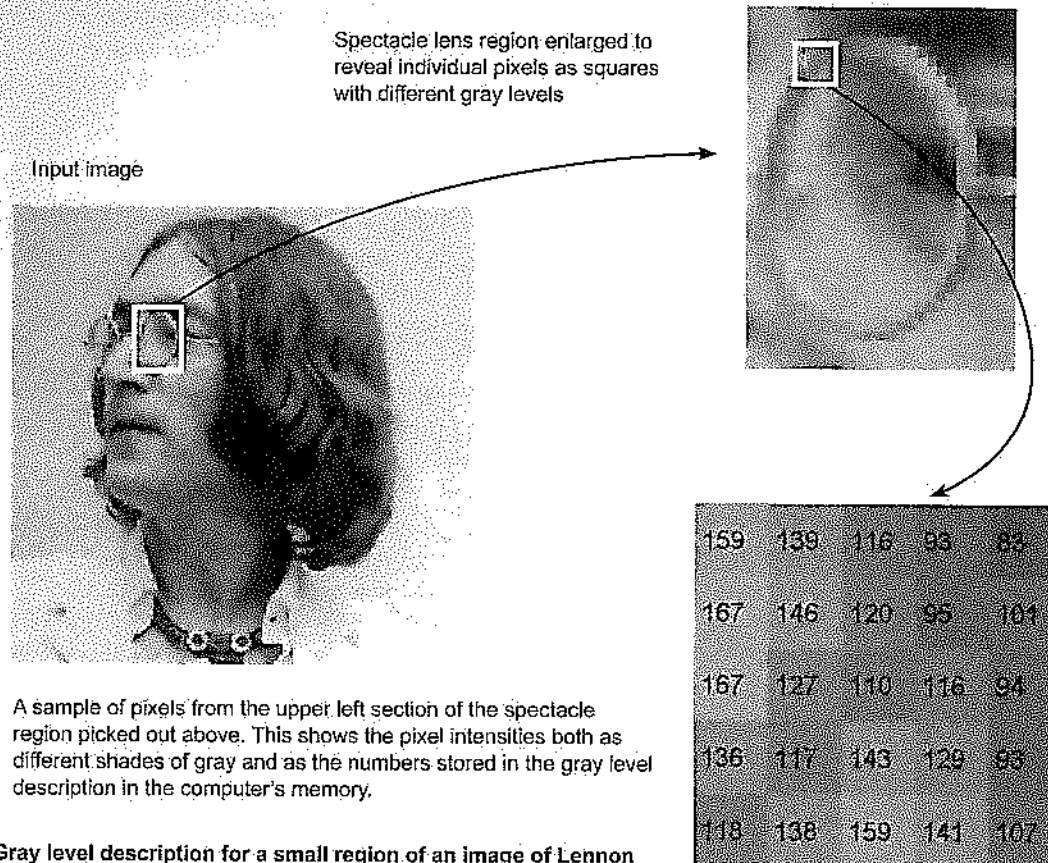 Spectacle lens region enlarged to
reveal individual pixels as squares
with different gray levels
Input image
159 139 116 93 83
167 146 120 95 101
167 127 110 116 94
136 117 143 129 93
118 138 159 141 107
A sample of pixels from the upper left section of the spectacle
region picked out above. This shows the pixel intensities both as
different shades of gray and as the numbers stored in the gray level
description in the computer's memory.
Gray level description for a small region of an image of Lennon